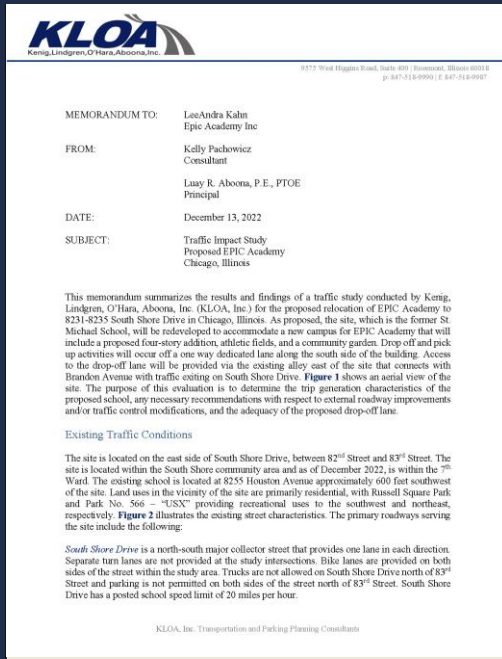 KLOA
Kenig,Lindgren,O'Hara,Aboona,Inc.
9575 West Higgins Road, Suite 400 | Rosemont, Illinois 60018
p: 847-518-9990 | f: 847-518-9987
MEMORANDUM TO: LeeAndra Kahn
Epic Academy Inc
FROM: Kelly Pachowicz
Consultant
Luay R. Aboona, P.E., PTOE
Principal
DATE: December 13, 2022
SUBJECT: Traffic Impact Study
Proposed EPIC Academy
Chicago, Illinois
This memorandum summarizes the results and findings of a traffic study conducted by Kenig,
Lindgren, O'Hara, Aboona, Inc. (KLOA, Inc.) for the proposed relocation of EPIC Academy to
8231-8235 South Shore Drive in Chicago, Illinois. As proposed, the site, which is the former St.
Michael School, will be redeveloped to accommodate a new campus for EPIC Academy that will
include a proposed four-story addition, athletic fields, and a community garden. Drop off and pick
up activities will occur off a one way dedicated lane along the south side of the building. Access
to the drop-off lane will be provided via the existing alley east of the site that connects with
Brandon Avenue with traffic exiting on South Shore Drive. Figure 1 shows an aerial view of the
site. The purpose of this evaluation is to determine the trip generation characteristics of the
proposed school, any necessary recommendations with respect to external roadway improvements
and/or traffic control modifications, and the adequacy of the proposed drop-off lane.
Existing Traffic Conditions
The site is located on the east side of South Shore Drive, between 82nd Street and 83rd Street. The
site is located within the South Shore community area and as of December 2022, is within the 7th
Ward. The existing school is located at 8255 Houston Avenue approximately 600 feet southwest
of the site. Land uses in the vicinity of the site are primarily residential, with Russell Square Park
and Park No. 566 – "USX" providing recreational uses to the southwest and northeast,
respectively. Figure 2 illustrates the existing street characteristics. The primary roadways serving
the site include the following:
South Shore Drive is a north-south major collector street that provides one lane in each direction.
Separate turn lanes are not provided at the study intersections. Bike lanes are provided on both
sides of the street within the study area. Trucks are not allowed on South Shore Drive north of 83rd
Street and parking is not permitted on both sides of the street north of 83rd Street. South Shore
Drive has a posted school speed limit of 20 miles per hour.
KLOA, Inc. Transportation and Parking Planning Consultants